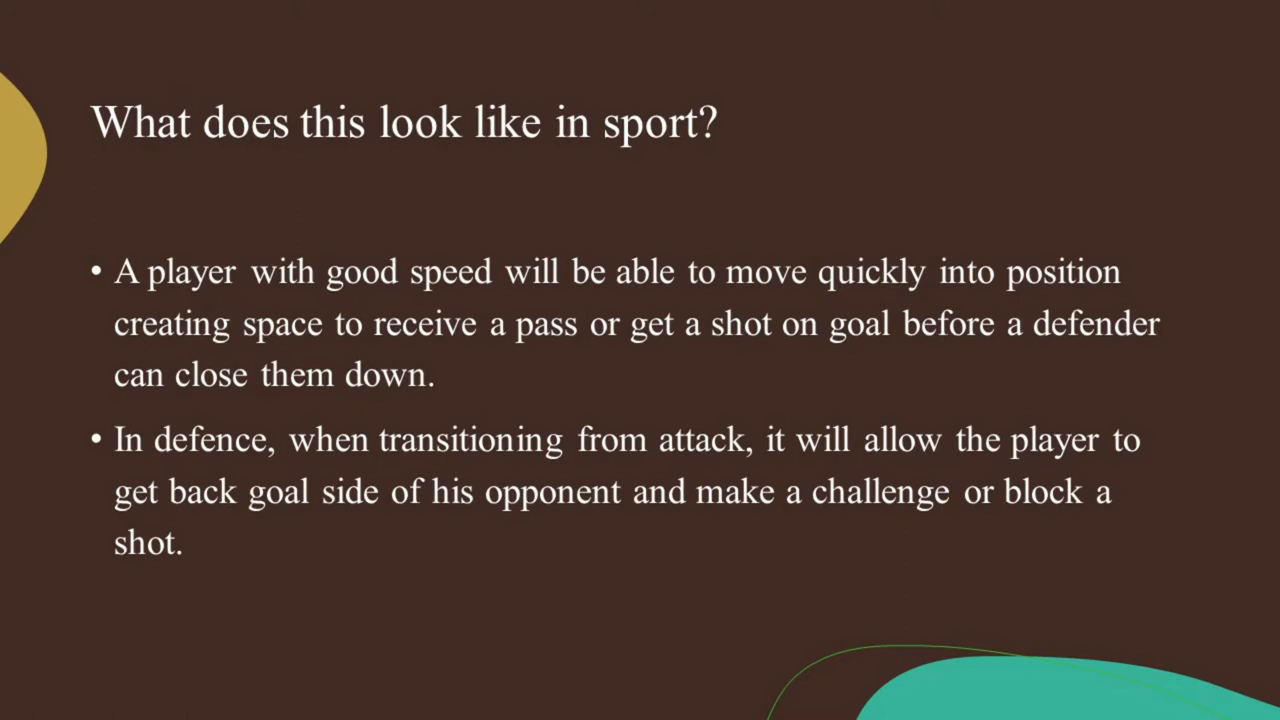 What does this look like in sport?
• A player with good speed will be able to move quickly into position
creating space to receive a pass or get a shot on goal before a defender
can close them down.
• In defence, when transitioning from attack, it will allow the player to
get back goal side of his opponent and make a challenge or block a
shot.